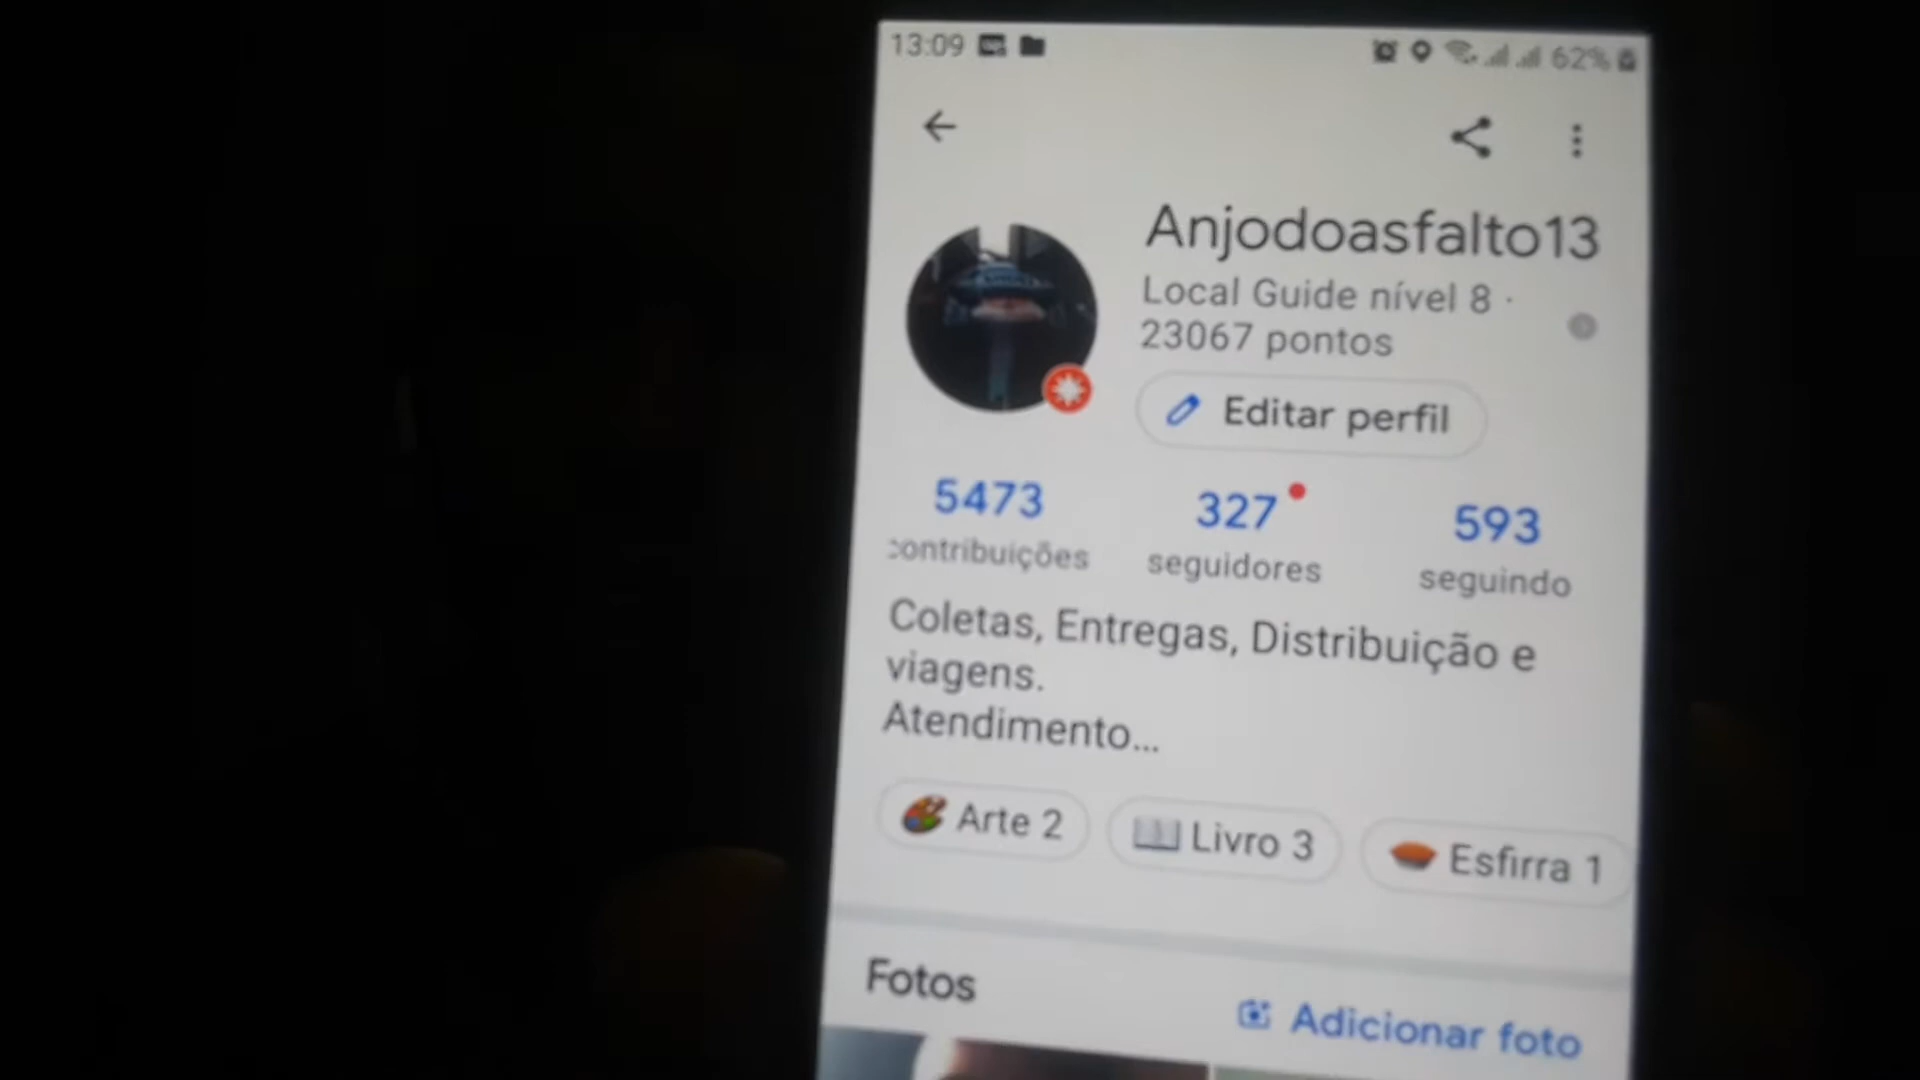 13:09 62%
Anjodoasfalto13
Local Guide nível 8 ·
23067 pontos
Editar perfil
5473 327 593
contribuições seguidores seguindo
Coletas, Entregas, Distribuição e
viagens.
Atendimento...
Arte 2 Livro 3 Esfirra 1
Fotos
Adicionar foto